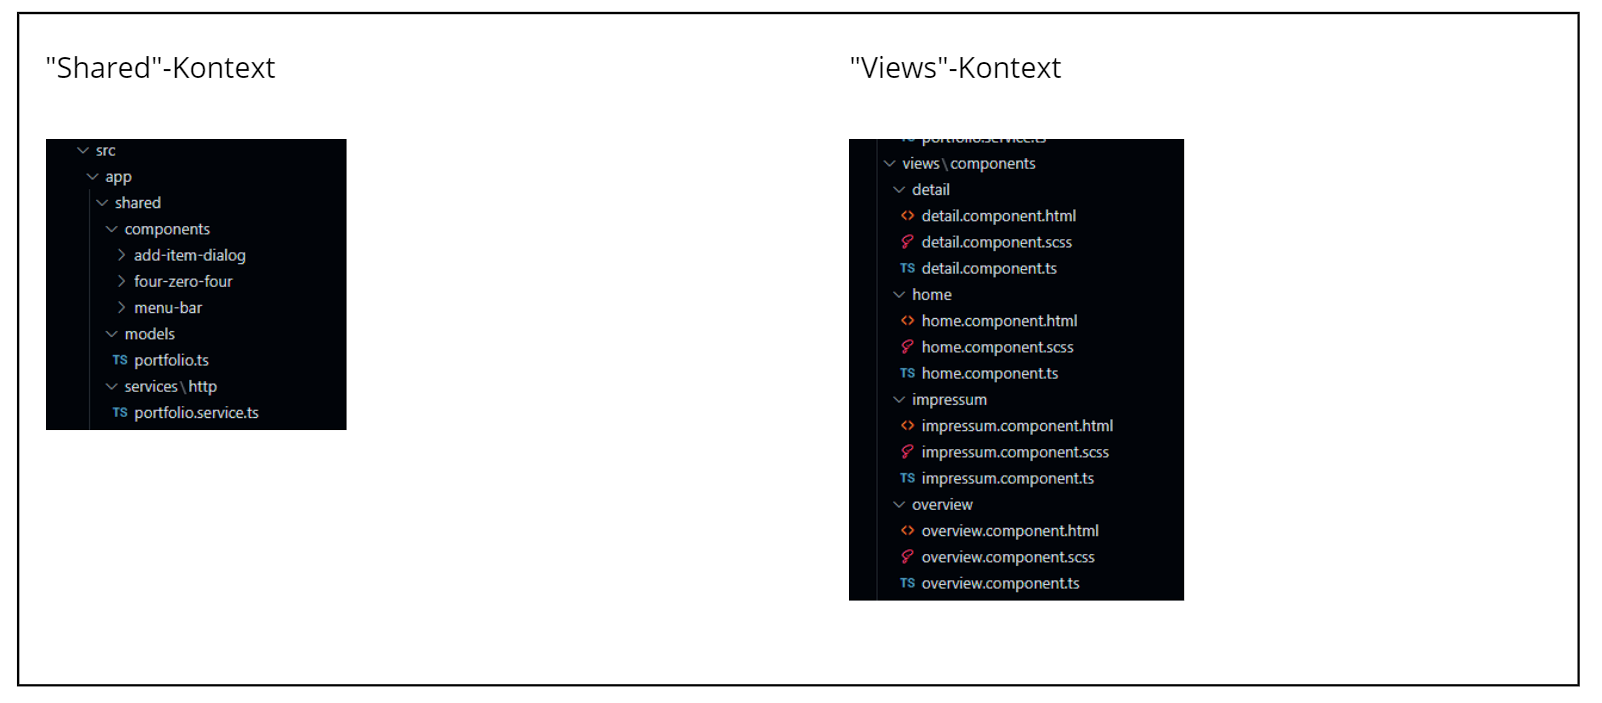 "Shared"-Kontext
src
app
shared
components
add-item-dialog
four-zero-four
menu-bar
models
TS portfolio.ts
services\http
TS portfolio.service.ts
"Views"-Kontext
portfolio.service.ts
views\components
detail
<> detail.component.html
detail.component.scss
TS detail.component.ts
home
<> home.component.html
home.component.scss
TS home.component.ts
impressum
<> impressum.component.html
impressum.component.scss
TS impressum.component.ts
overview
<> overview.component.html
overview.component.scss
TS overview.component.ts